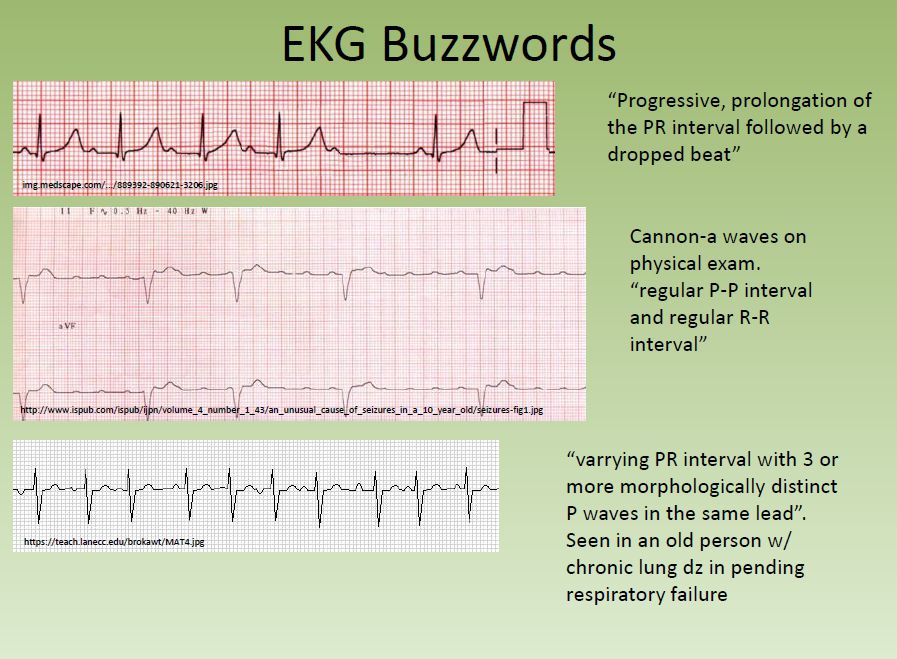 EKG Buzzwords
“Progressive, prolongation of
the PR interval followed by a
dropped beat”
img.medscape.com/.../889392-890621-3206.jpg
II F ∿ 0.5 Hz - 40 Hz W
Cannon-a waves on
physical exam.
“regular P-P interval
and regular R-R
interval”
aVF
http://www.ispub.com/ispub/ijpn/volume_4_number_1_43/an_unusual_cause_of_seizures_in_a_10_year_old/seizures-fig1.jpg
“varrying PR interval with 3 or
more morphologically distinct
P waves in the same lead”.
Seen in an old person w/
chronic lung dz in pending
respiratory failure
https://teach.lanecc.edu/brokawt/MAT4.jpg